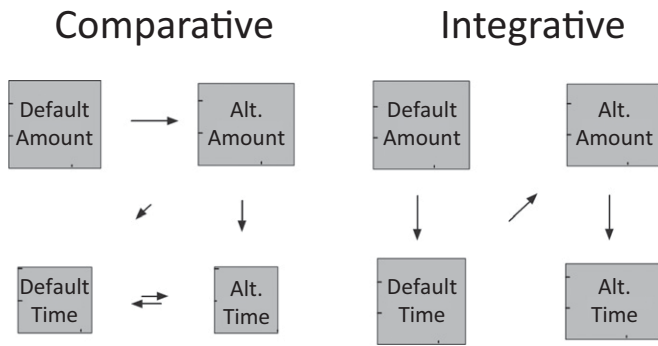 Comparative
Integrative
Default
Amount
Alt.
Amount
Default
Amount
Alt.
Amount
Default
Time
Alt.
Time
Default
Time
Alt.
Time